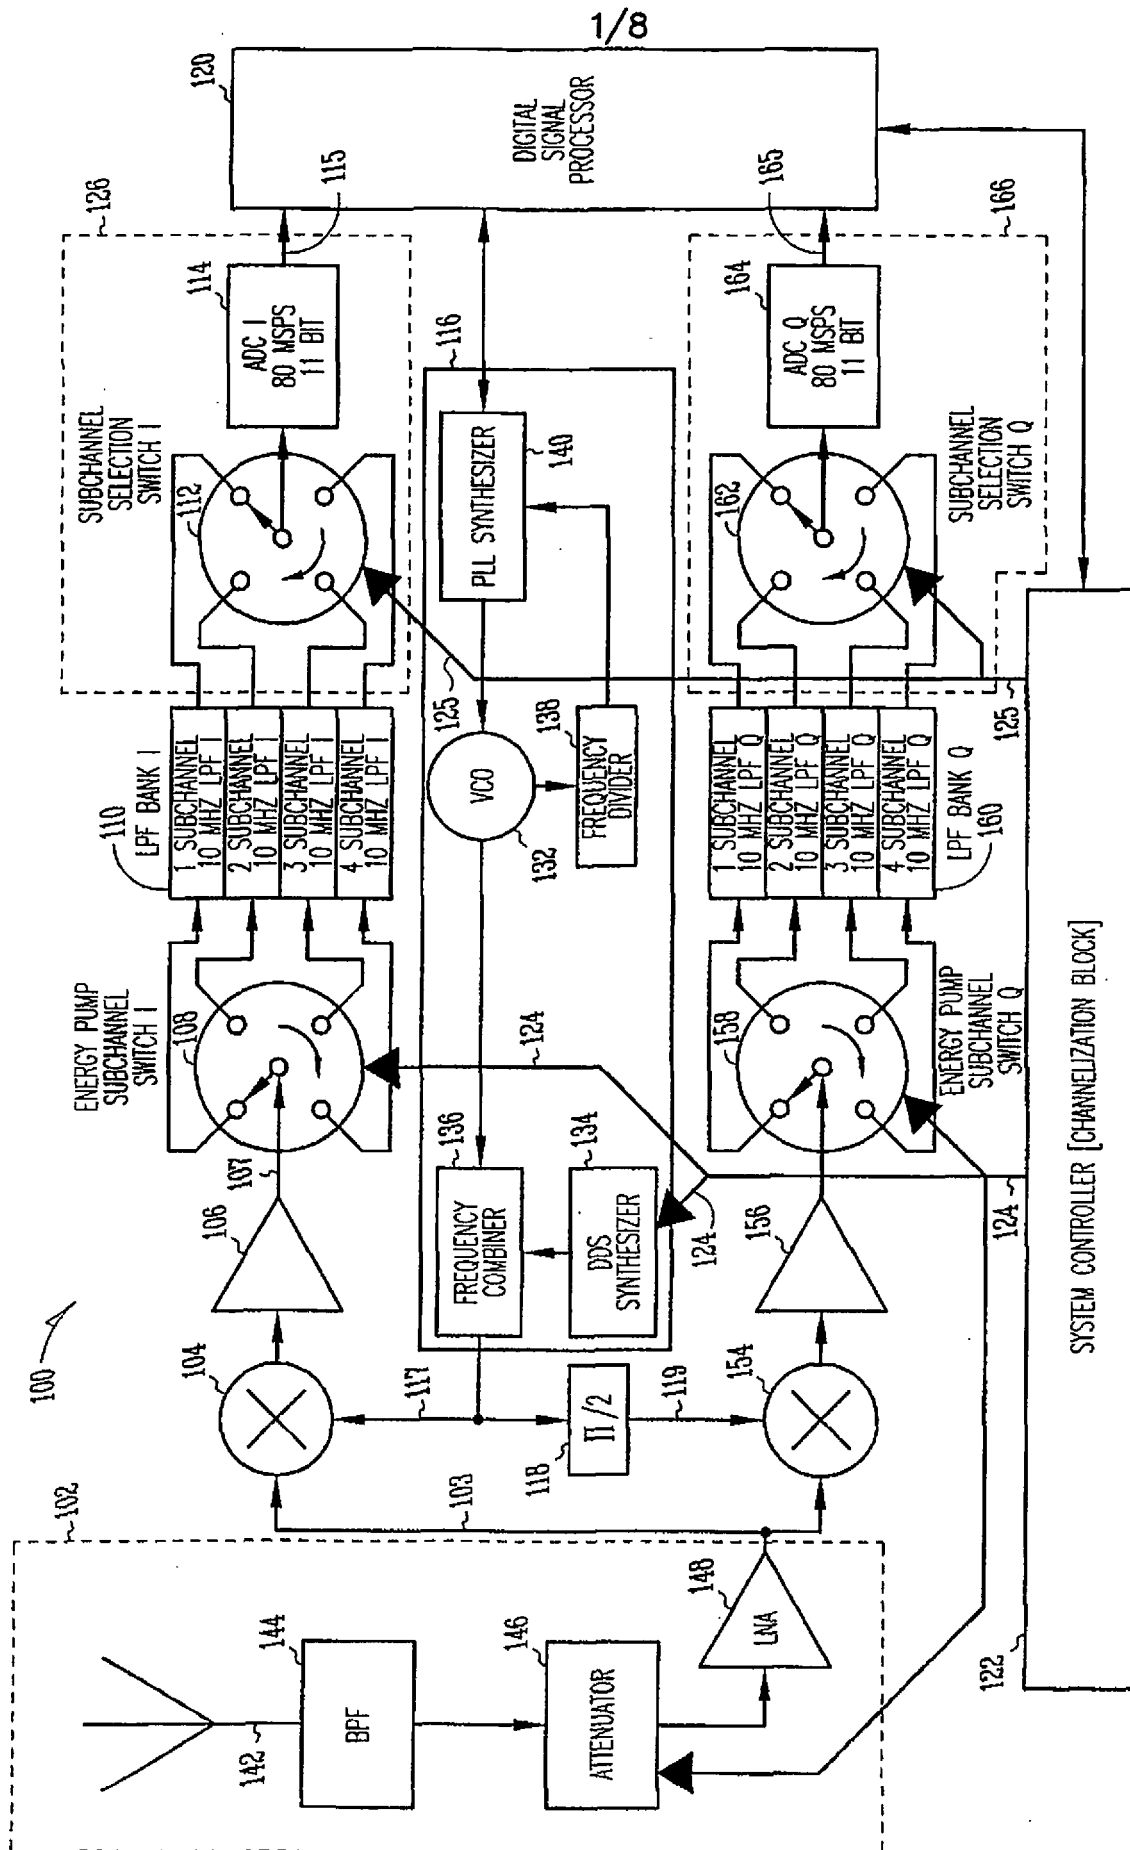 1/8
100
102
142
144
BPF
146
ATTENUATOR
148
LNA
103
104
154
117
118
Π/2
119
106
107
156
ENERGY PUMP
SUBCHANNEL
SWITCH I
108
LPF BANK I
110
1 SUBCHANNEL
10 MHZ LPF I
2 SUBCHANNEL
10 MHZ LPF I
3 SUBCHANNEL
10 MHZ LPF I
4 SUBCHANNEL
10 MHZ LPF I
SUBCHANNEL
SELECTION
SWITCH I
112
126
114
ADC I
80 MSPS
11 BIT
115
120
DIGITAL
SIGNAL
PROCESSOR
116
136
FREQUENCY
COMBINER
134
DDS
SYNTHESIZER
124
124
VCO
132
125
138
FREQUENCY
DIVIDER
PLL SYNTHESIZER
140
158
ENERGY PUMP
SUBCHANNEL
SWITCH Q
1 SUBCHANNEL
10 MHZ LPF Q
2 SUBCHANNEL
10 MHZ LPF Q
3 SUBCHANNEL
10 MHZ LPF Q
4 SUBCHANNEL
10 MHZ LPF Q
LPF BANK Q
160
162
SUBCHANNEL
SELECTION
SWITCH Q
164
ADC Q
80 MSPS
11 BIT
165
166
122
124
125
SYSTEM CONTROLLER [CHANNELIZATION BLOCK]